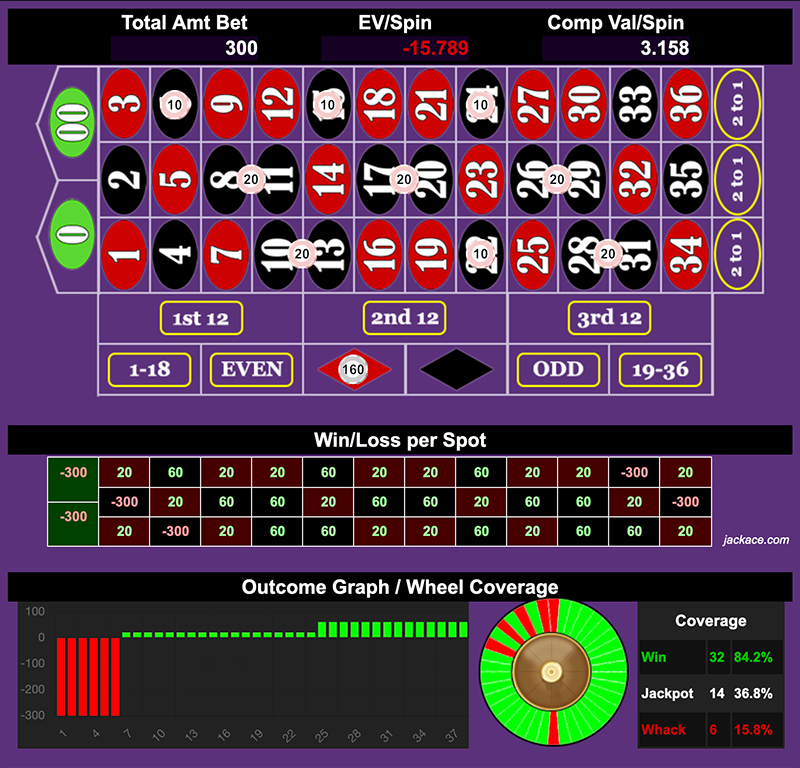 Total Amt Bet EV/Spin Comp Val/Spin
300 -15.789 3.158
00 3 10 9 12 10 18 21 10 27 30 33 36 2 to 1
2 5 8 20 11 14 17 20 20 23 26 20 29 32 35 2 to 1
0 1 4 7 10 20 13 16 19 10 25 28 20 31 34 2 to 1
1st 12 2nd 12 3rd 12
1-18 EVEN 160 ODD 19-36
Win/Loss per Spot
-300 20 60 20 20 60 20 20 60 20 20 -300 20
-300 20 60 60 20 60 60 20 60 60 20 -300
-300 20 -300 20 60 60 20 20 60 20 60 60 20
jackace.com
Outcome Graph / Wheel Coverage
100
0
-100
-200
-300
1 4 7 10 13 16 19 22 25 28 31 34 37
Coverage
Win 32 84.2%
Jackpot 14 36.8%
Whack 6 15.8%